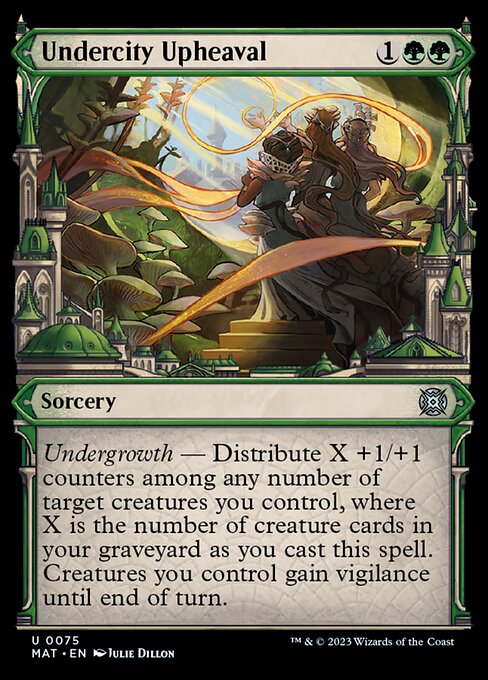 Undercity Upheaval 1
Sorcery
Undergrowth — Distribute X +1/+1
counters among any number of
target creatures you control, where
X is the number of creature cards in
your graveyard as you cast this spell.
Creatures you control gain vigilance
until end of turn.
U 0075
MAT • EN Julie Dillon
™ & © 2023 Wizards of the Coast